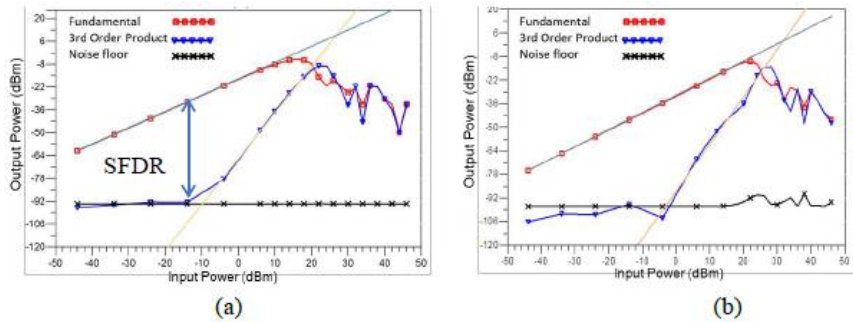 20
6
-8
-22
-36
-50
-64
-78
-92
-106
-120
Output Power (dBm)
Fundamental
3rd Order Product
Noise floor
SFDR
-50 -40 -30 -20 -10 0 10 20 30 40 50
Input Power (dBm)
(a)
20
6
-8
-22
-36
-50
-64
-78
-92
-106
-120
Output Power (dBm)
Fundamental
3rd Order Product
Noise floor
-50 -40 -30 -20 -10 0 10 20 30 40 50
Input Power (dBm)
(b)